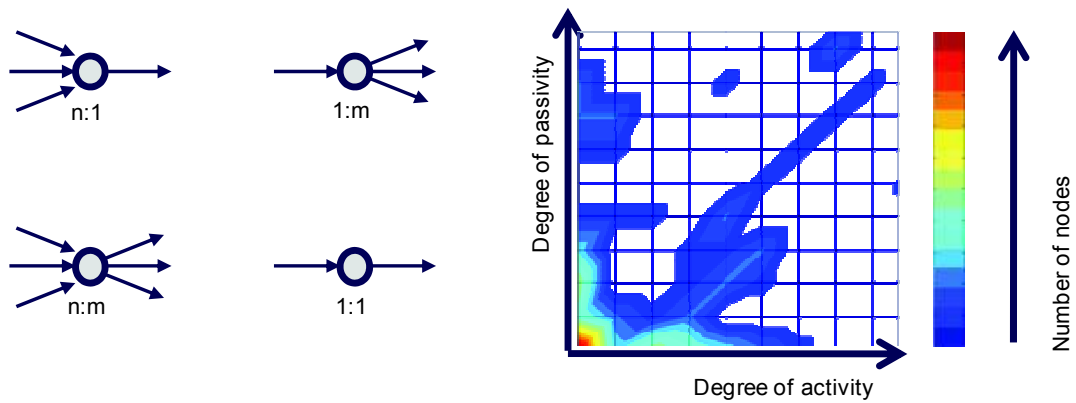 n:1
1:m
n:m
1:1
Degree of passivity
Degree of activity
Number of nodes